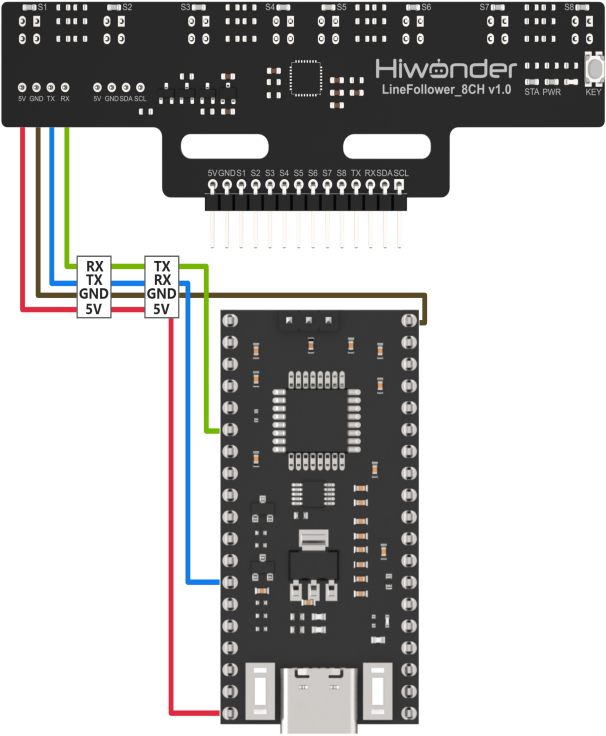 S1 S2 S3 S4 S5 S6 S7 S8
Hiwonder
LineFollower_8CH v1.0
STA PWR KEY
5V GND TX RX 5V GND SDA SCL
5V GND S1 S2 S3 S4 S5 S6 S7 S8 TX RX SDA SCL
RX TX
TX RX
GND GND
5V 5V